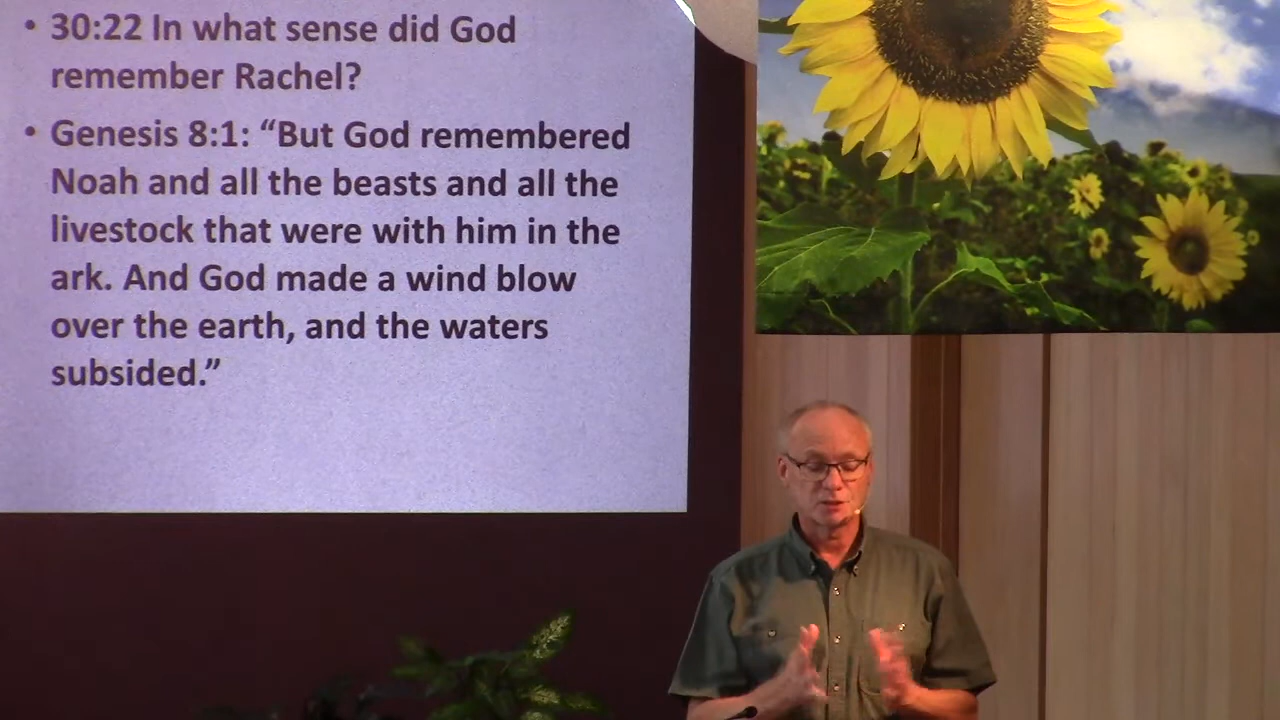 • 30:22 In what sense did God
remember Rachel?
• Genesis 8:1: “But God remembered
Noah and all the beasts and all the
livestock that were with him in the
ark. And God made a wind blow
over the earth, and the waters
subsided.”